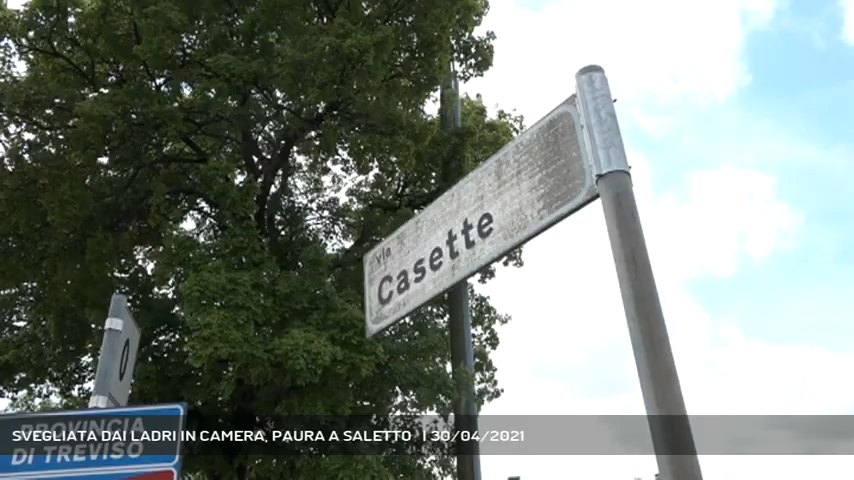 via
Casette
0
PROVINCIA
DI TREVISO
SVEGLIATA DAI LADRI IN CAMERA, PAURA A SALETTO | 30/04/2021